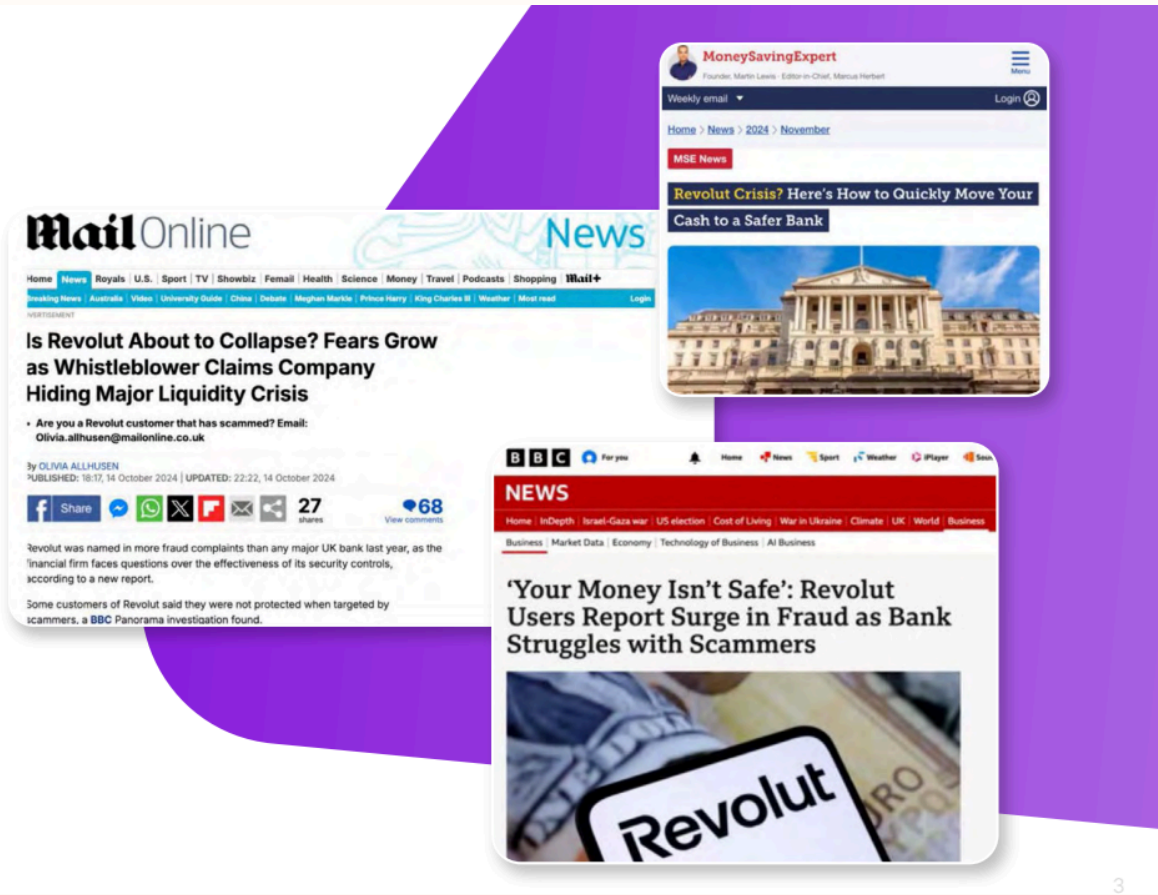 MoneySavingExpert
Founder, Martin Lewis · Editor-in-Chief, Marcus Herbert
Menu
Weekly email
Login
Home > News > 2024 > November
MSE News
Revolut Crisis? Here's How to Quickly Move Your
Cash to a Safer Bank
Mail Online
News
Home News Royals U.S. Sport TV Showbiz Femail Health Science Money Travel Podcasts Shopping Mail+
Breaking News Australia Video University Guide China Debate Meghan Markle Prince Harry King Charles III Weather Most read Login
VERTISEMENT
Is Revolut About to Collapse? Fears Grow
as Whistleblower Claims Company
Hiding Major Liquidity Crisis
• Are you a Revolut customer that has scammed? Email:
Olivia.allhusen@mailonline.co.uk
By OLIVIA ALLHUSEN
PUBLISHED: 18:17, 14 October 2024 | UPDATED: 22:22, 14 October 2024
f Share
27
shares
68
View comments
Revolut was named in more fraud complaints than any major UK bank last year, as the
financial firm faces questions over the effectiveness of its security controls,
according to a new report.
Some customers of Revolut said they were not protected when targeted by
scammers, a BBC Panorama investigation found.
BBC For you Home News Sport Weather iPlayer Soun
NEWS
Home InDepth Israel-Gaza war US election Cost of Living War in Ukraine Climate UK World Business
Business Market Data Economy Technology of Business AI Business
'Your Money Isn't Safe': Revolut
Users Report Surge in Fraud as Bank
Struggles with Scammers
Revolut
EURO
3